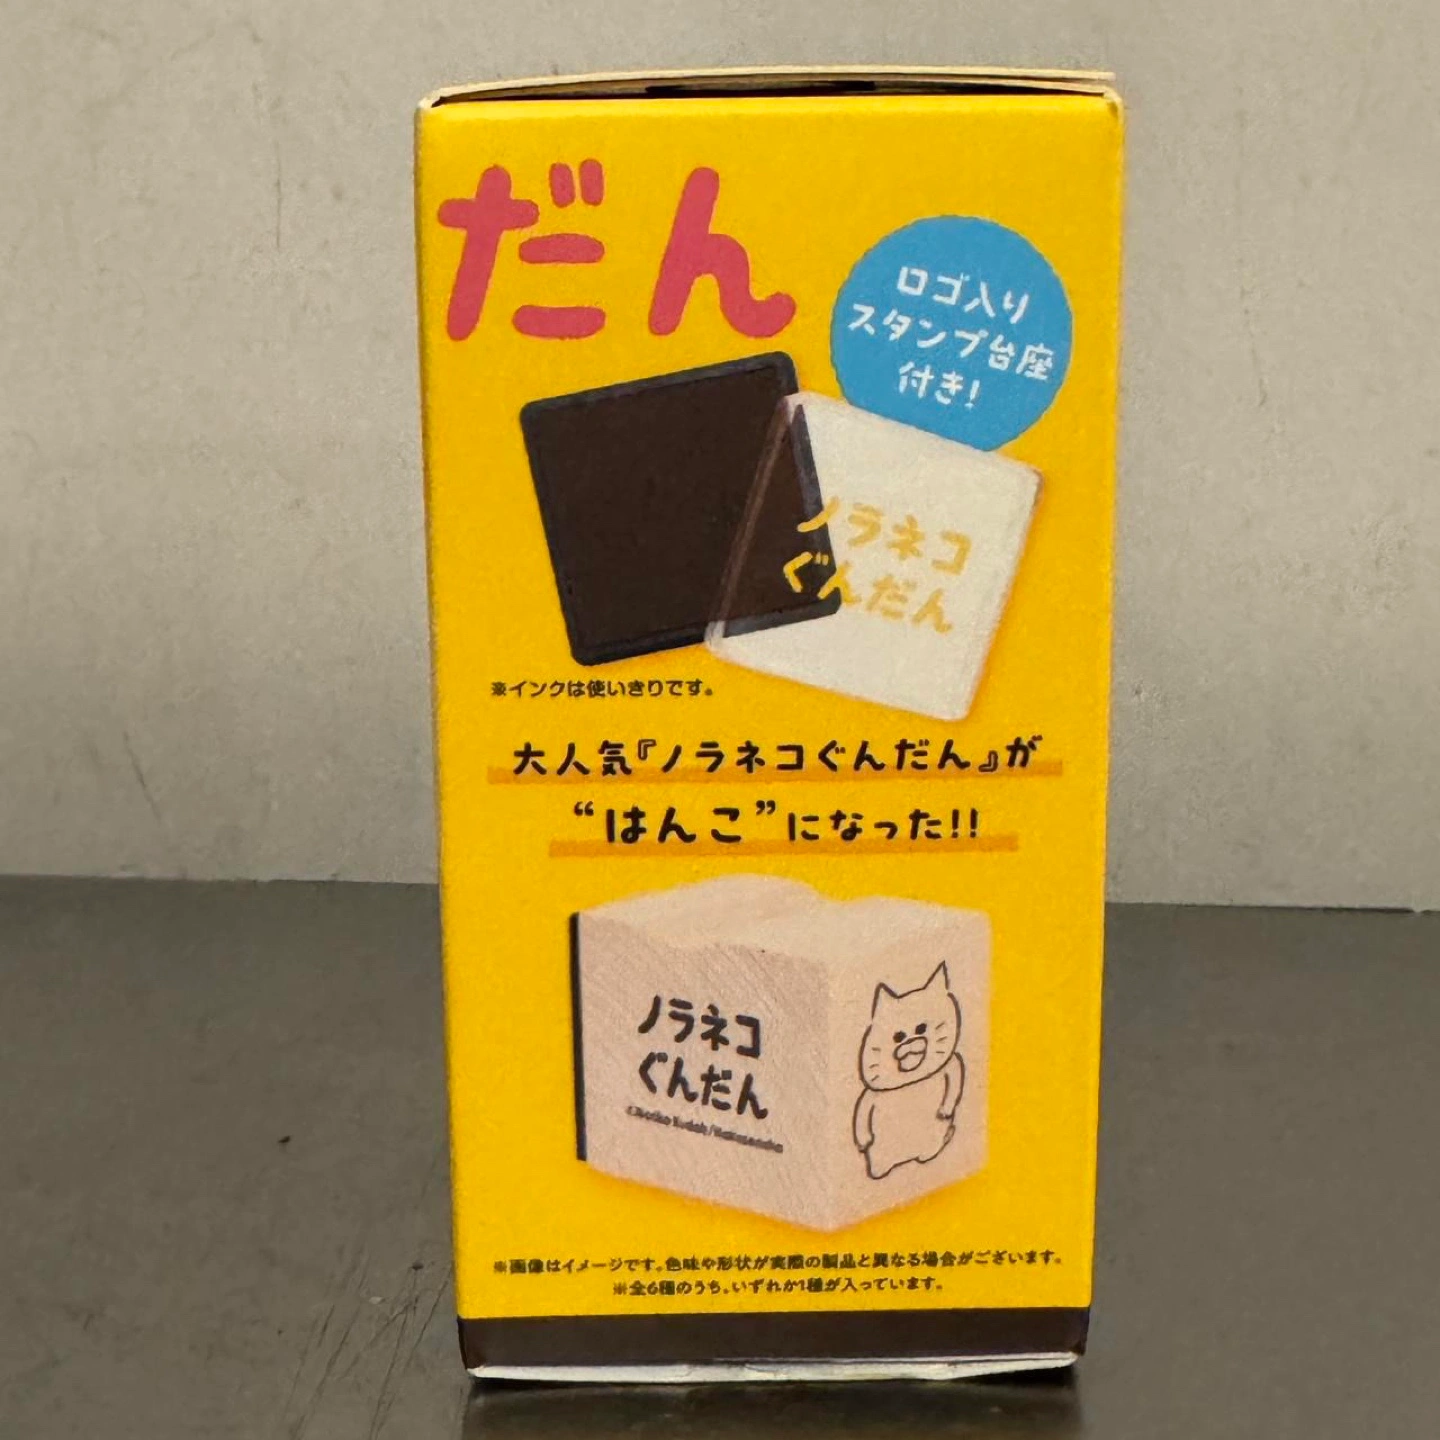 だん
ロゴ入り
スタンプ台座
付き!
ノラネコ
ぐんだん
※インクは使いきりです。
大人気『ノラネコぐんだん』が
“はんこ”になった!!
ノラネコ
ぐんだん
©Noriko Kudoh/Hakusensha
※画像はイメージです。色味や形状が実際の製品と異なる場合がございます。
※全6種のうち、いずれか1種が入っています。